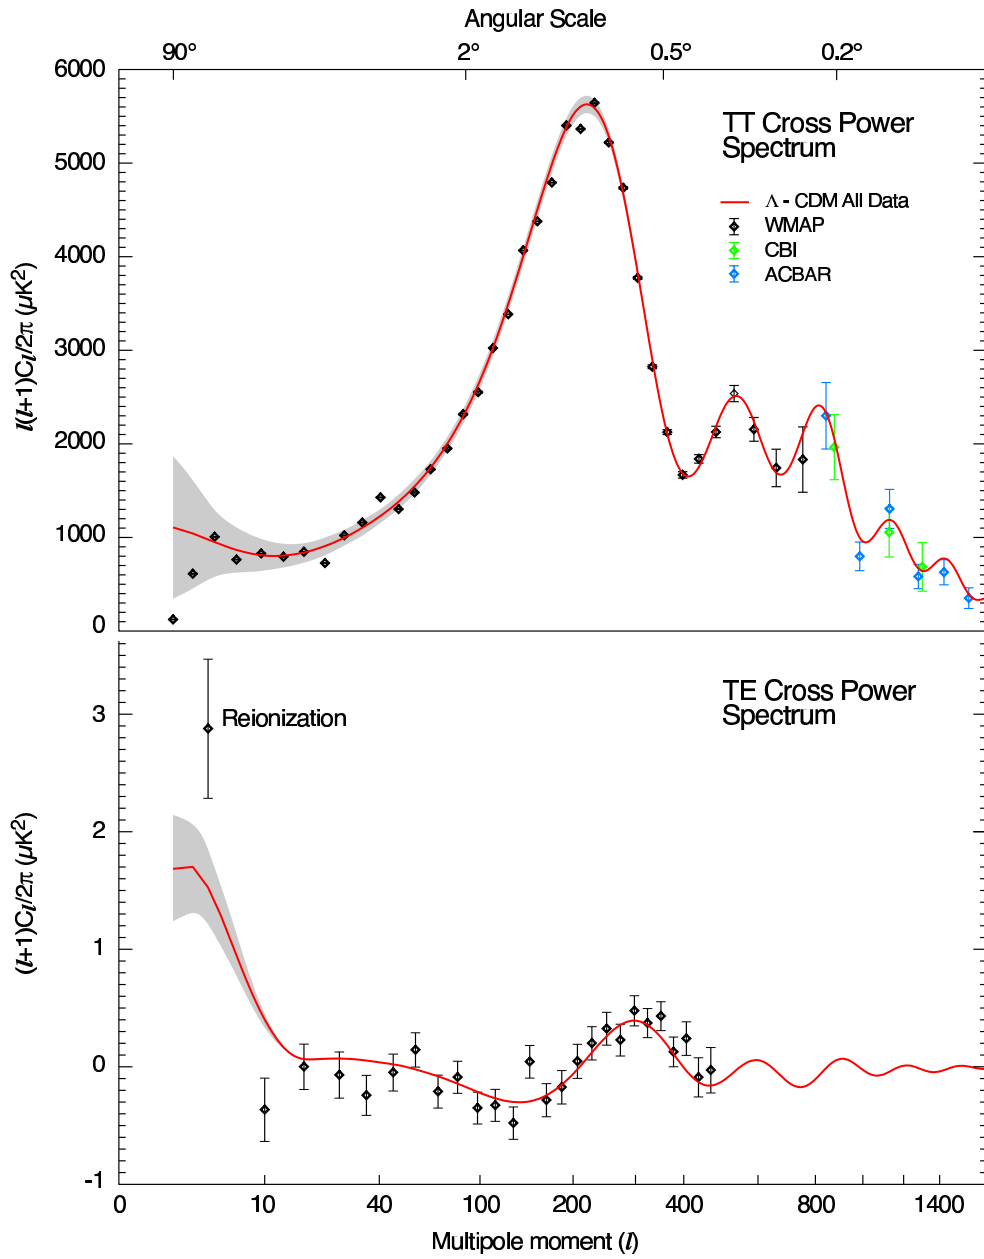 Angular Scale
90° 2° 0.5° 0.2°
6000
5000
4000
3000
2000
1000
0
l(l+1)Cl/2π (μK²)
TT Cross Power
Spectrum
Λ - CDM All Data
WMAP
CBI
ACBAR
TE Cross Power
Spectrum
Reionization
3
2
1
0
-1
(l+1)Cl/2π (μK²)
0 10 40 100 200 400 800 1400
Multipole moment (l)